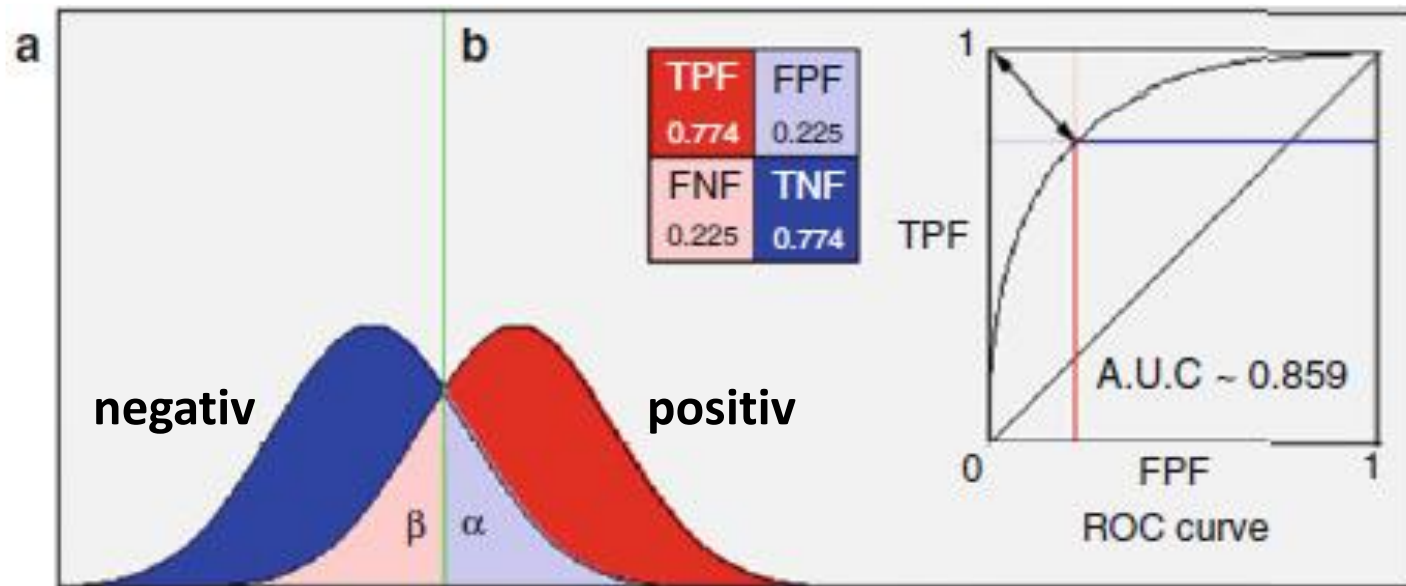 a
b
TPF FPF
0.774 0.225
FNF TNF
0.225 0.774
negativ
positiv
β α
1
TPF
A.U.C ~ 0.859
0 FPF 1
ROC curve